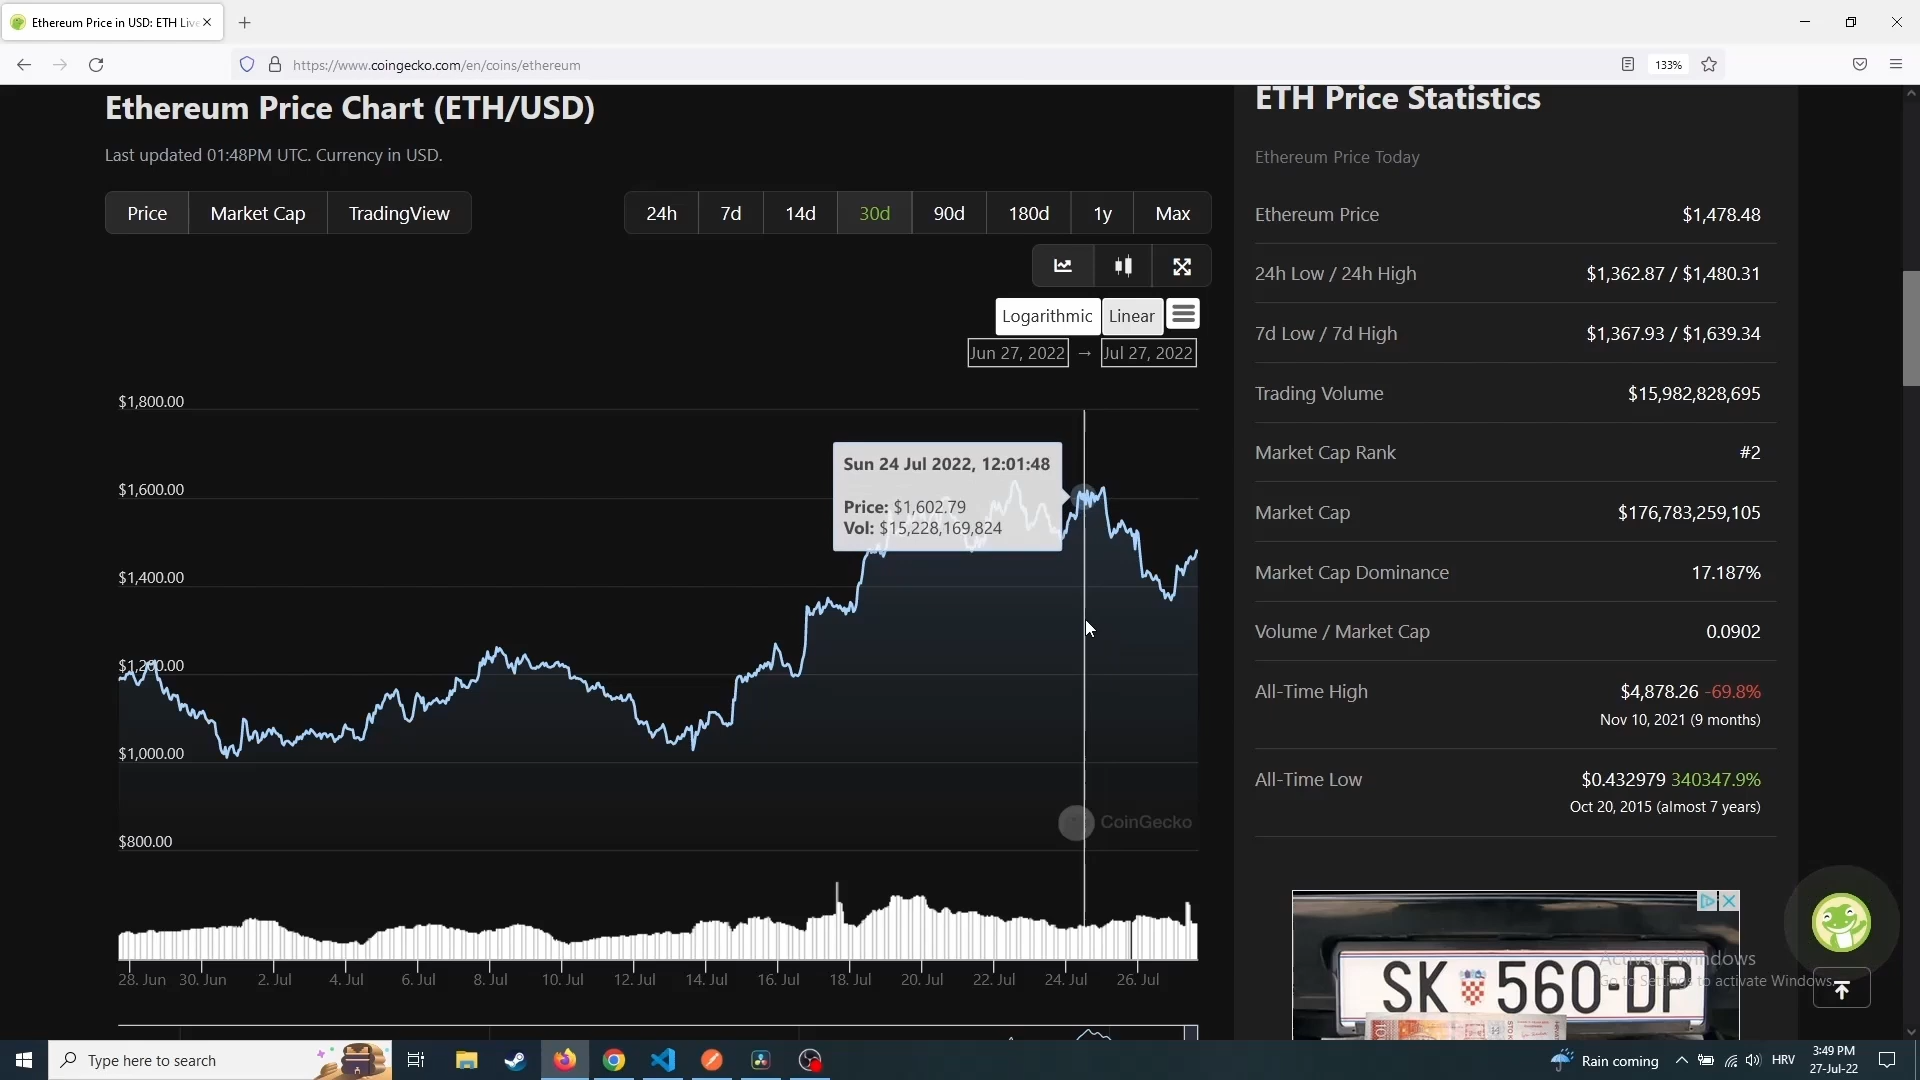 Ethereum Price in USD: ETH Liv
https://www.coingecko.com/en/coins/ethereum
133%
Ethereum Price Chart (ETH/USD)
Last updated 01:48PM UTC. Currency in USD.
Price
Market Cap
TradingView
24h
7d
14d
30d
90d
180d
1y
Max
Logarithmic
Linear
Jun 27, 2022 → Jul 27, 2022
$1,800.00
$1,600.00
$1,400.00
$1,200.00
$1,000.00
$800.00
Sun 24 Jul 2022, 12:01:48
Price: $1,602.79
Vol: $15,228,169,824
CoinGecko
28. Jun
30. Jun
2. Jul
4. Jul
6. Jul
8. Jul
10. Jul
12. Jul
14. Jul
16. Jul
18. Jul
20. Jul
22. Jul
24. Jul
26. Jul
ETH Price Statistics
Ethereum Price Today
Ethereum Price $1,478.48
24h Low / 24h High $1,362.87 / $1,480.31
7d Low / 7d High $1,367.93 / $1,639.34
Trading Volume $15,982,828,695
Market Cap Rank #2
Market Cap $176,783,259,105
Market Cap Dominance 17.187%
Volume / Market Cap 0.0902
All-Time High $4,878.26 -69.8%
Nov 10, 2021 (9 months)
All-Time Low $0.432979 340347.9%
Oct 20, 2015 (almost 7 years)
SK 560-DP
Activate Windows
Go to Settings to activate Windows.
Type here to search
Rain coming
HRV
3:49 PM
27-Jul-22